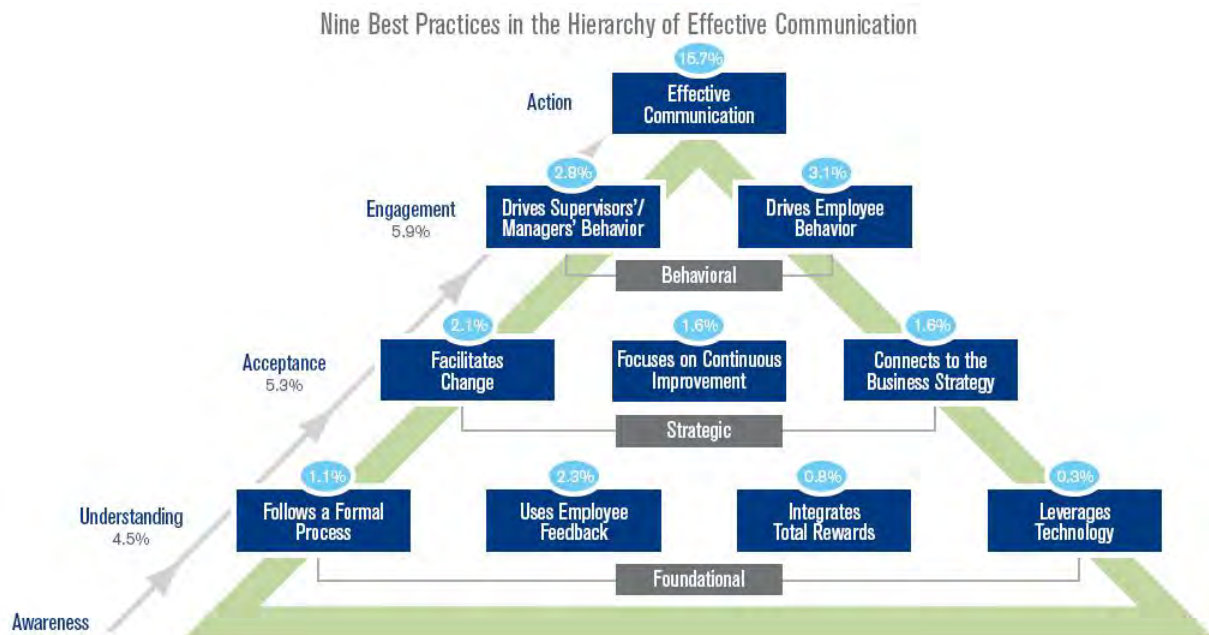 Nine Best Practices in the Hierarchy of Effective Communication
15.7%
Action
Effective
Communication
2.8%
3.1%
Engagement
5.9%
Drives Supervisors'/
Managers' Behavior
Drives Employee
Behavior
Behavioral
2.1%
1.6%
1.6%
Acceptance
5.3%
Facilitates
Change
Focuses on Continuous
Improvement
Connects to the
Business Strategy
Strategic
1.1%
2.3%
0.8%
0.3%
Understanding
4.5%
Follows a Formal
Process
Uses Employee
Feedback
Integrates
Total Rewards
Leverages
Technology
Foundational
Awareness